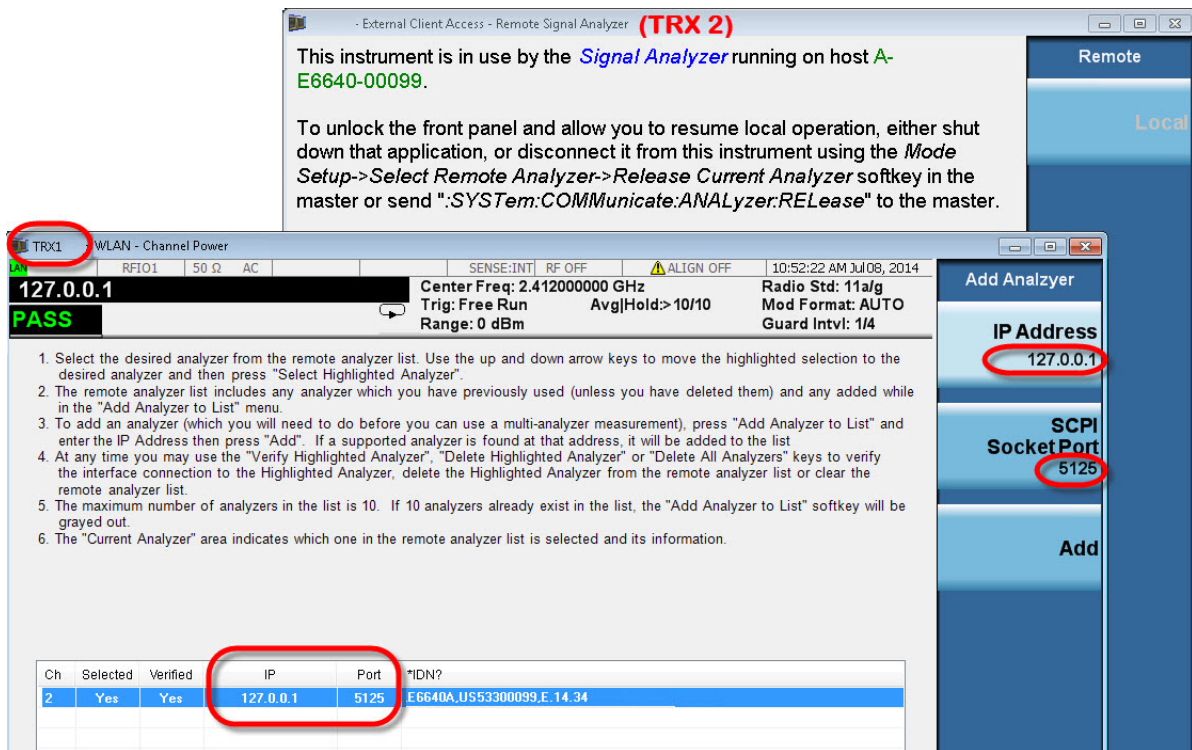 - External Client Access - Remote Signal Analyzer (TRX 2)
This instrument is in use by the Signal Analyzer running on host A-
E6640-00099.
To unlock the front panel and allow you to resume local operation, either shut
down that application, or disconnect it from this instrument using the Mode
Setup->Select Remote Analyzer->Release Current Analyzer softkey in the
master or send ":SYSTem:COMMunicate:ANALyzer:RELease" to the master.
Remote
Local
TRX1 - WLAN - Channel Power
LAN RFIO1 50 Ω AC SENSE:INT RF OFF ALIGN OFF 10:52:22 AM Jul 08, 2014
127.0.0.1
PASS
Center Freq: 2.412000000 GHz Radio Std: 11a/g
Trig: Free Run Avg|Hold:>10/10 Mod Format: AUTO
Range: 0 dBm Guard Intvl: 1/4
1. Select the desired analyzer from the remote analyzer list. Use the up and down arrow keys to move the highlighted selection to the
desired analyzer and then press "Select Highlighted Analyzer".
2. The remote analyzer list includes any analyzer which you have previously used (unless you have deleted them) and any added while
in the "Add Analyzer to List" menu.
3. To add an analyzer (which you will need to do before you can use a multi-analyzer measurement), press "Add Analyzer to List" and
enter the IP Address then press "Add". If a supported analyzer is found at that address, it will be added to the list
4. At any time you may use the "Verify Highlighted Analyzer", "Delete Highlighted Analyzer" or "Delete All Analyzers" keys to verify
the interface connection to the Highlighted Analyzer, delete the Highlighted Analyzer from the remote analyzer list or clear the
remote analyzer list.
5. The maximum number of analyzers in the list is 10. If 10 analyzers already exist in the list, the "Add Analyzer to List" softkey will be
grayed out.
6. The "Current Analyzer" area indicates which one in the remote analyzer list is selected and its information.
Ch Selected Verified IP Port *IDN?
2 Yes Yes 127.0.0.1 5125 ,E6640A,US53300099,E.14.34
Add Analzyer
IP Address
127.0.0.1
SCPI
Socket Port
5125
Add